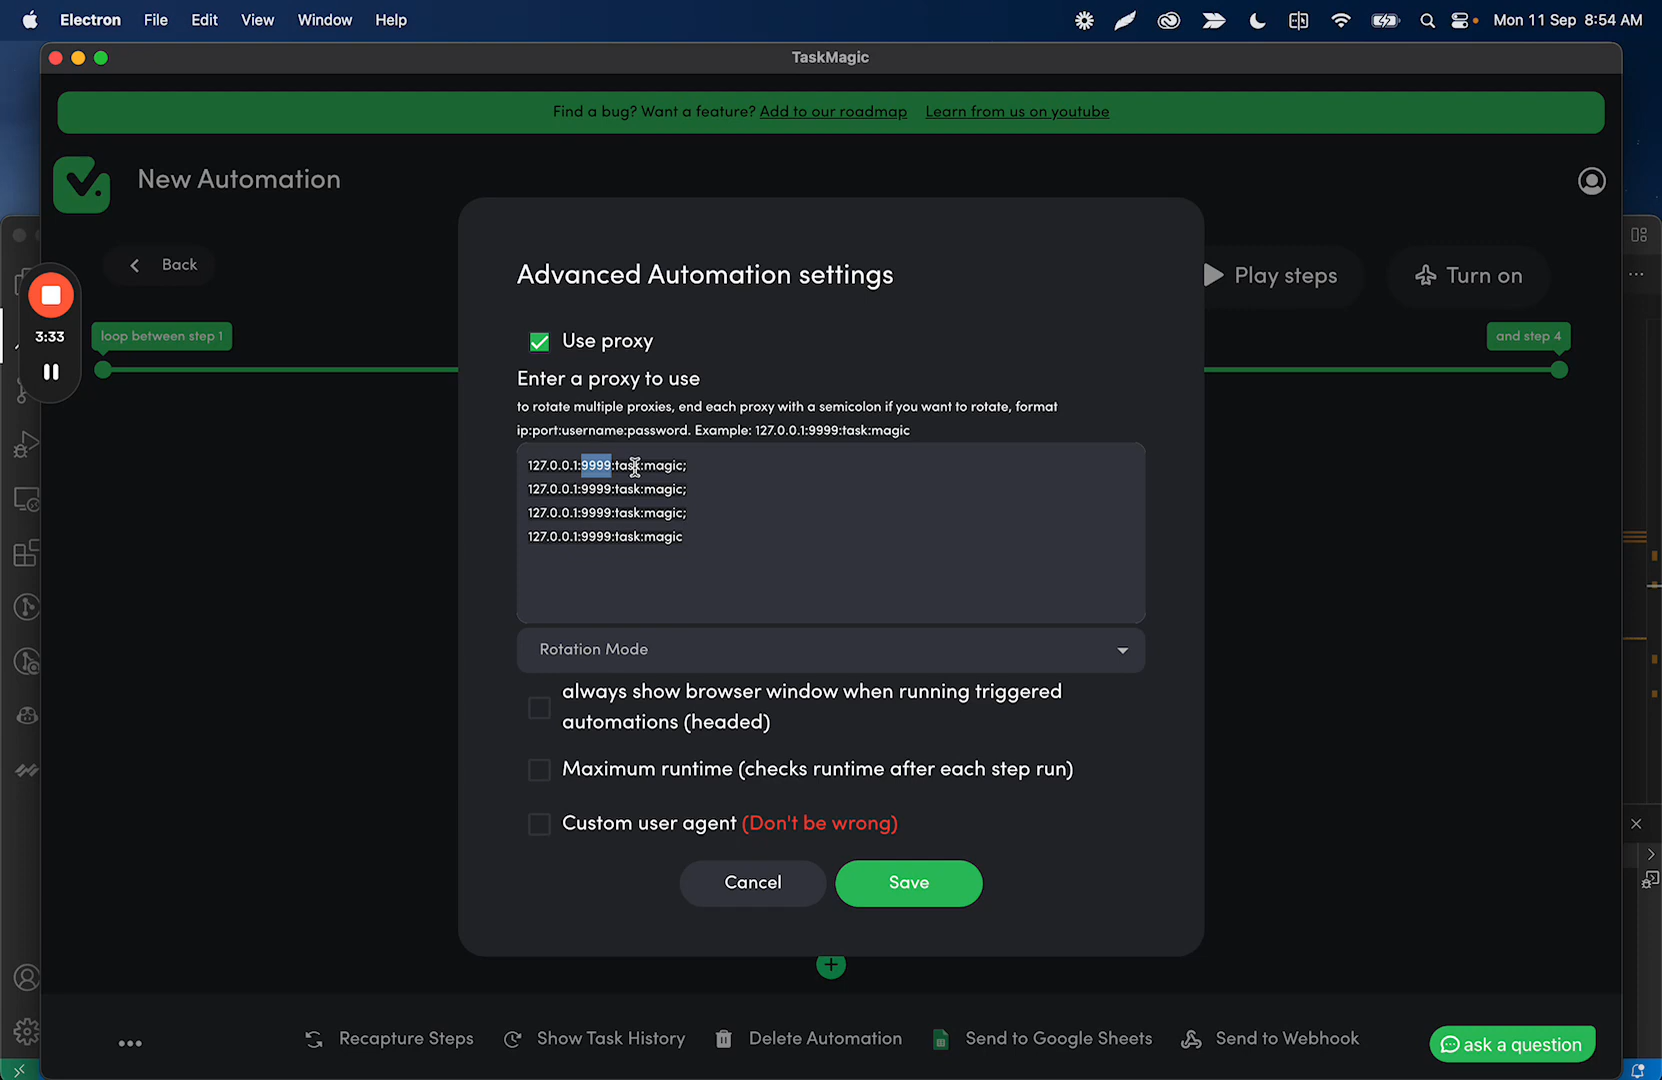 Electron File Edit View Window Help Mon 11 Sep 8:54 AM
TaskMagic
Find a bug? Want a feature? Add to our roadmap Learn from us on youtube
New Automation
Back
Play steps
Turn on
3:33
loop between step 1
and step 4
Advanced Automation settings
Use proxy
Enter a proxy to use
to rotate multiple proxies, end each proxy with a semicolon if you want to rotate, format
ip:port:username:password. Example: 127.0.0.1:9999:task:magic
127.0.0.1:9999:task:magic;
127.0.0.1:9999:task:magic;
127.0.0.1:9999:task:magic;
127.0.0.1:9999:task:magic
Rotation Mode
always show browser window when running triggered
automations (headed)
Maximum runtime (checks runtime after each step run)
Custom user agent (Don't be wrong)
Cancel
Save
Recapture Steps
Show Task History
Delete Automation
Send to Google Sheets
Send to Webhook
ask a question